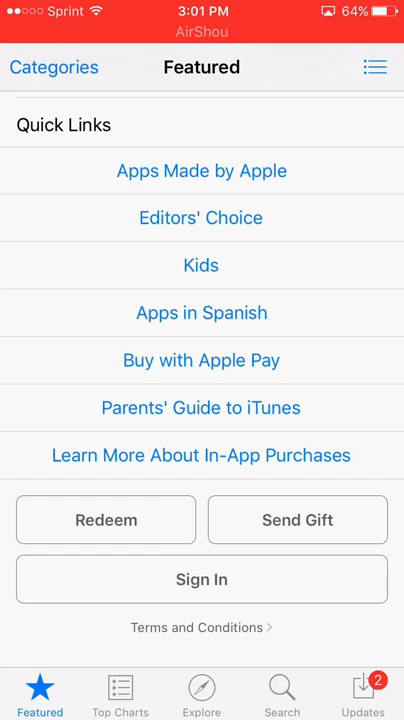 Sprint 3:01 PM 64%
AirShou
Categories Featured
Quick Links
Apps Made by Apple
Editors' Choice
Kids
Apps in Spanish
Buy with Apple Pay
Parents' Guide to iTunes
Learn More About In-App Purchases
Redeem Send Gift
Sign In
Terms and Conditions
2
Featured Top Charts Explore Search Updates